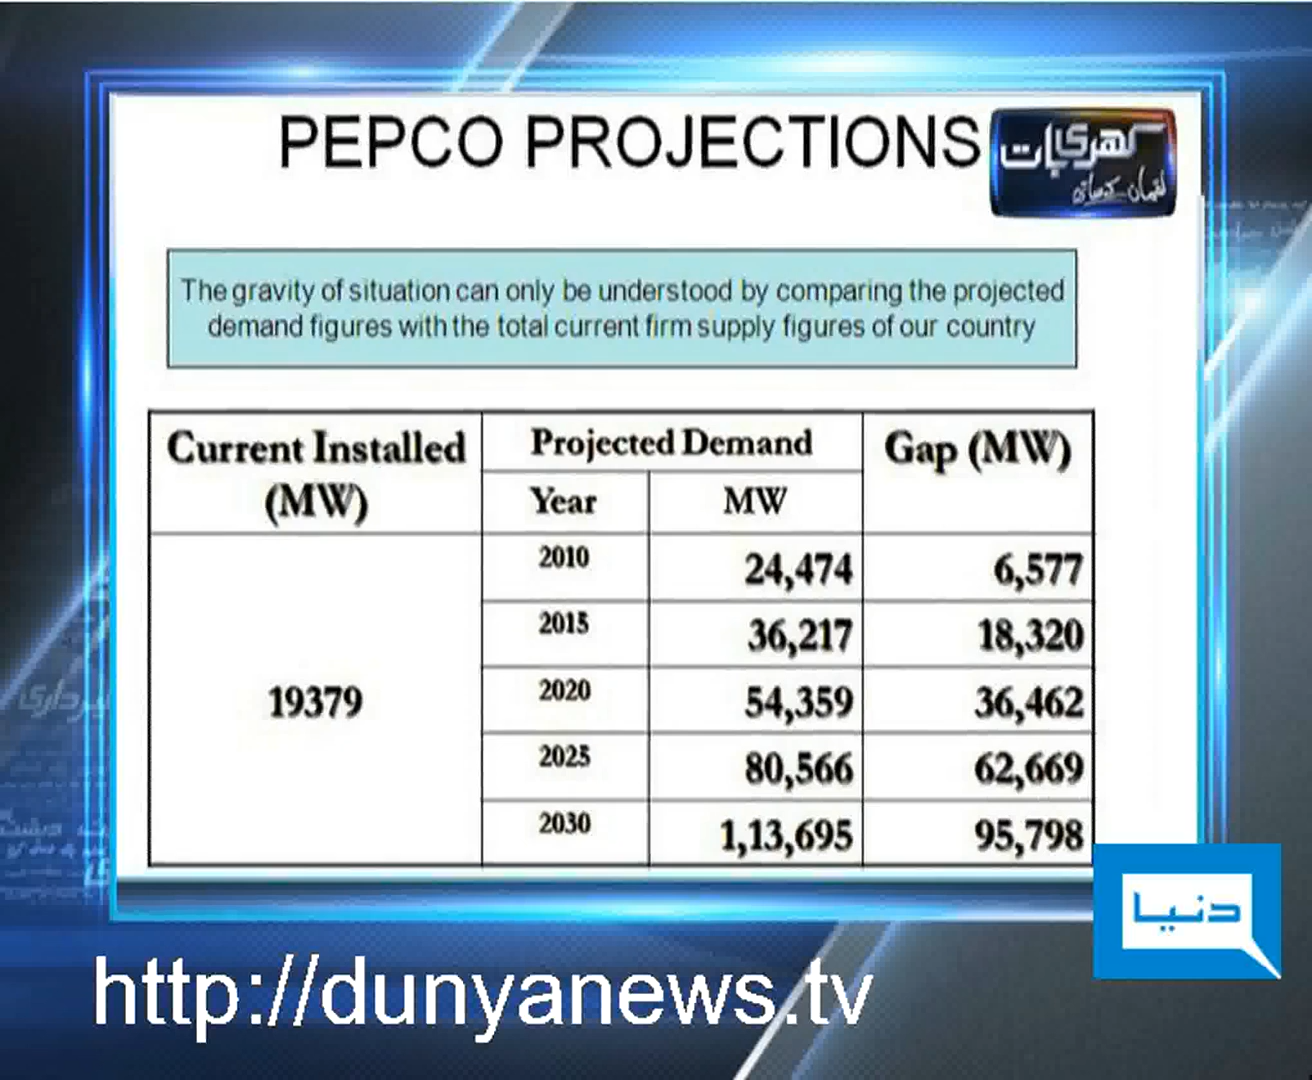 PEPCO PROJECTIONS
کھری بات
لقمان کے ساتھ
The gravity of situation can only be understood by comparing the projected
demand figures with the total current firm supply figures of our country
Current Installed (MW) Projected Demand Gap (MW)
Year MW
19379
2010 24,474 6,577
2015 36,217 18,320
2020 54,359 36,462
2025 80,566 62,669
2030 1,13,695 95,798
دنیا
http://dunyanews.tv